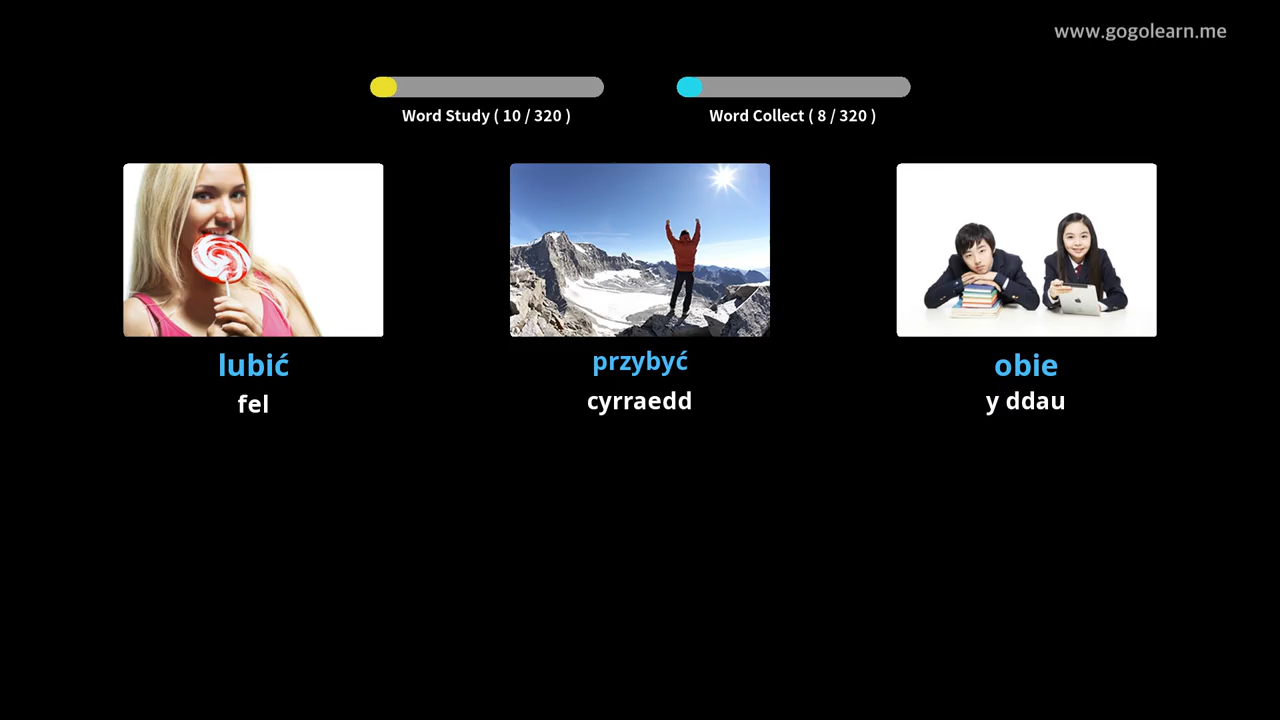 www.gogolearn.me
Word Study ( 10 / 320 )
Word Collect ( 8 / 320 )
lubić
przybyć
obie
fel
cyrraedd
y ddau